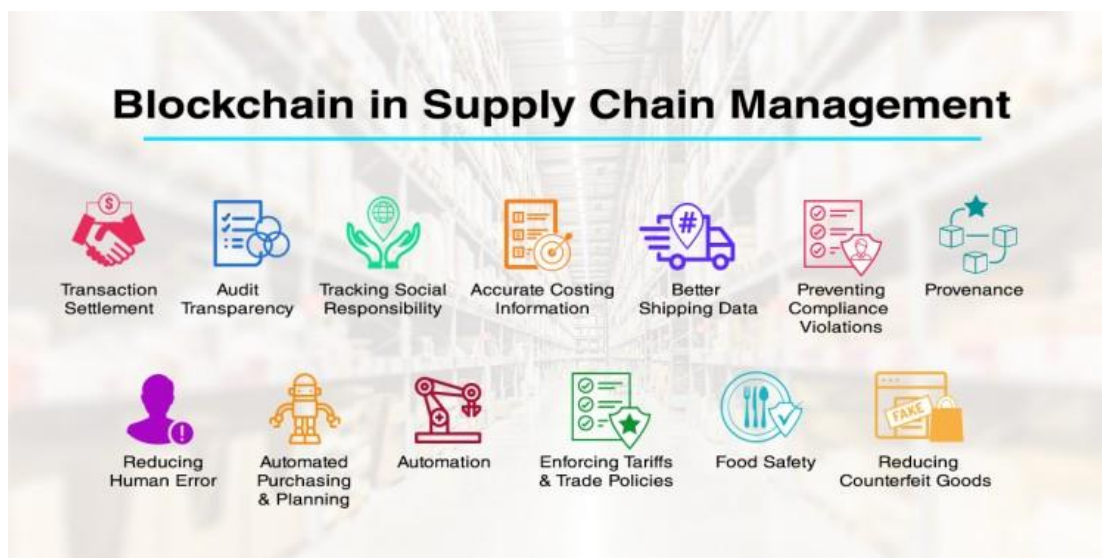 Blockchain in Supply Chain Management
$
#
Transaction
Settlement
Audit
Transparency
Tracking Social
Responsibility
Accurate Costing
Information
Better
Shipping Data
Preventing
Compliance
Violations
Provenance
!
FAKE
Reducing
Human Error
Automated
Purchasing
& Planning
Automation
Enforcing Tariffs
& Trade Policies
Food Safety
Reducing
Counterfeit Goods